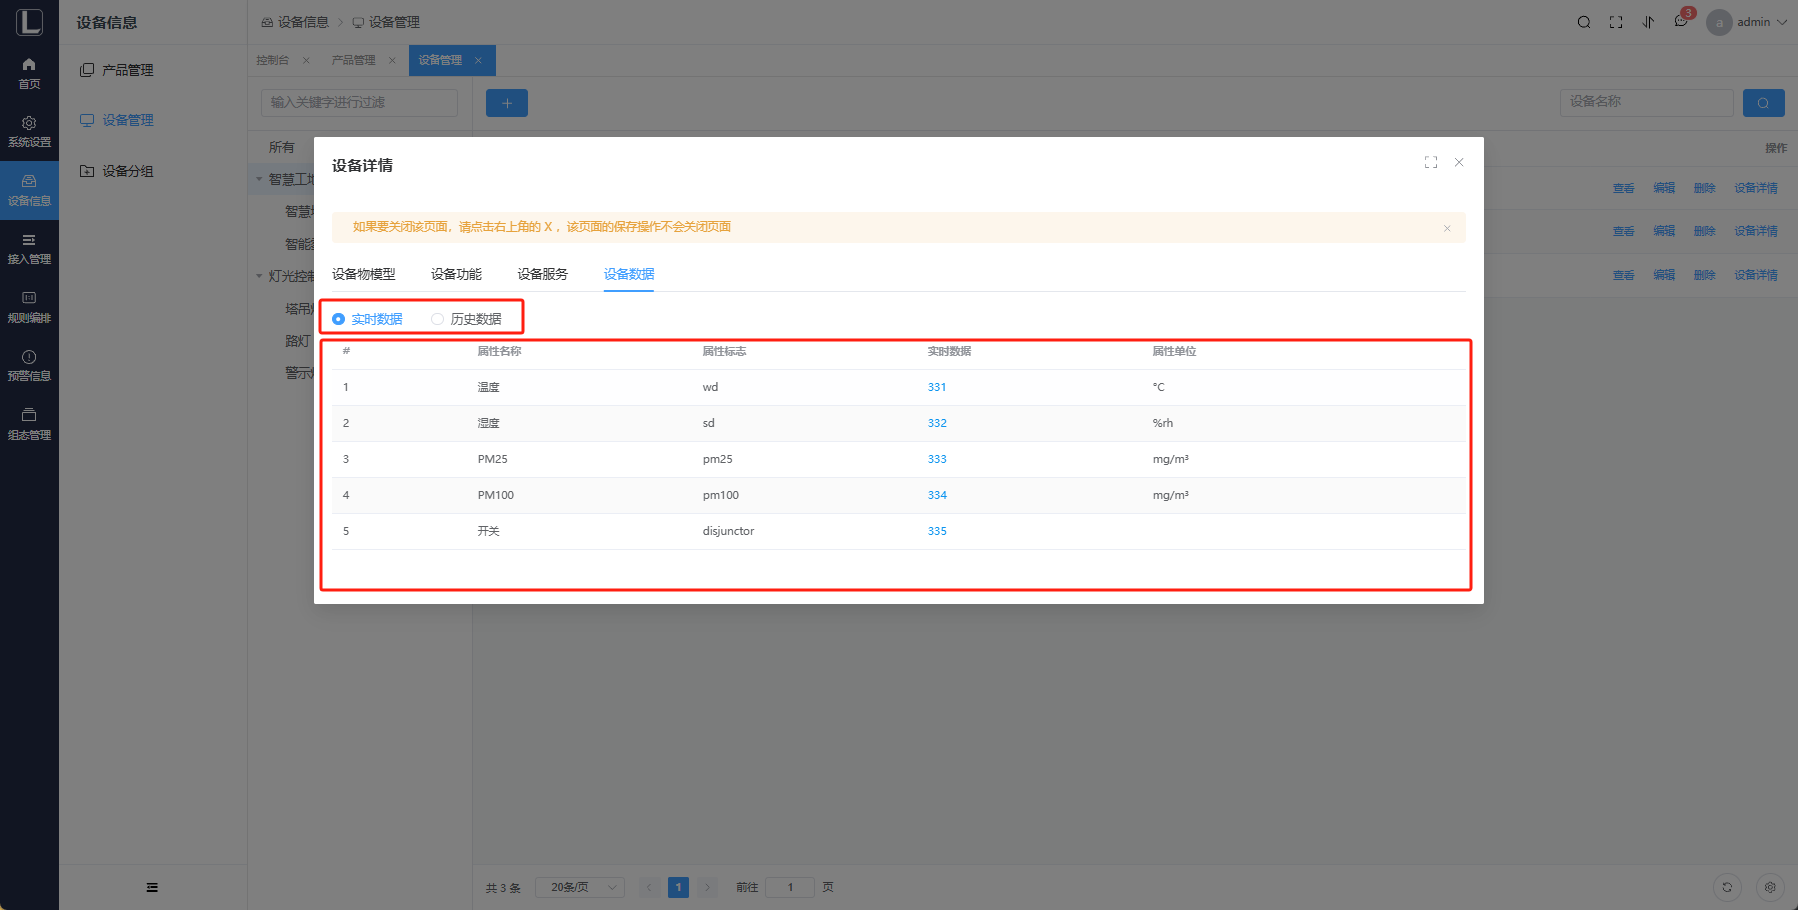 设备信息
设备信息 > 设备管理
3
a
admin
首页
系统设置
设备信息
接入管理
规则编排
预警信息
组态管理
产品管理
设备管理
设备分组
控制台 ×
产品管理 ×
设备管理 ×
输入关键字进行过滤
+
设备名称
所有
智慧工
智慧
智能
灯光控制
塔吊
路灯
警示
操作
查看 编辑 删除 设备详情
查看 编辑 删除 设备详情
查看 编辑 删除 设备详情
设备详情
如果要关闭该页面，请点击右上角的 X ，该页面的保存操作不会关闭页面
设备物模型 设备功能 设备服务 设备数据
实时数据 历史数据
# 属性名称 属性标志 实时数据 属性单位
1 温度 wd 331 °C
2 湿度 sd 332 %rh
3 PM25 pm25 333 mg/m³
4 PM100 pm100 334 mg/m³
5 开关 disjunctor 335
共 3 条 20条/页 < 1 > 前往 1 页